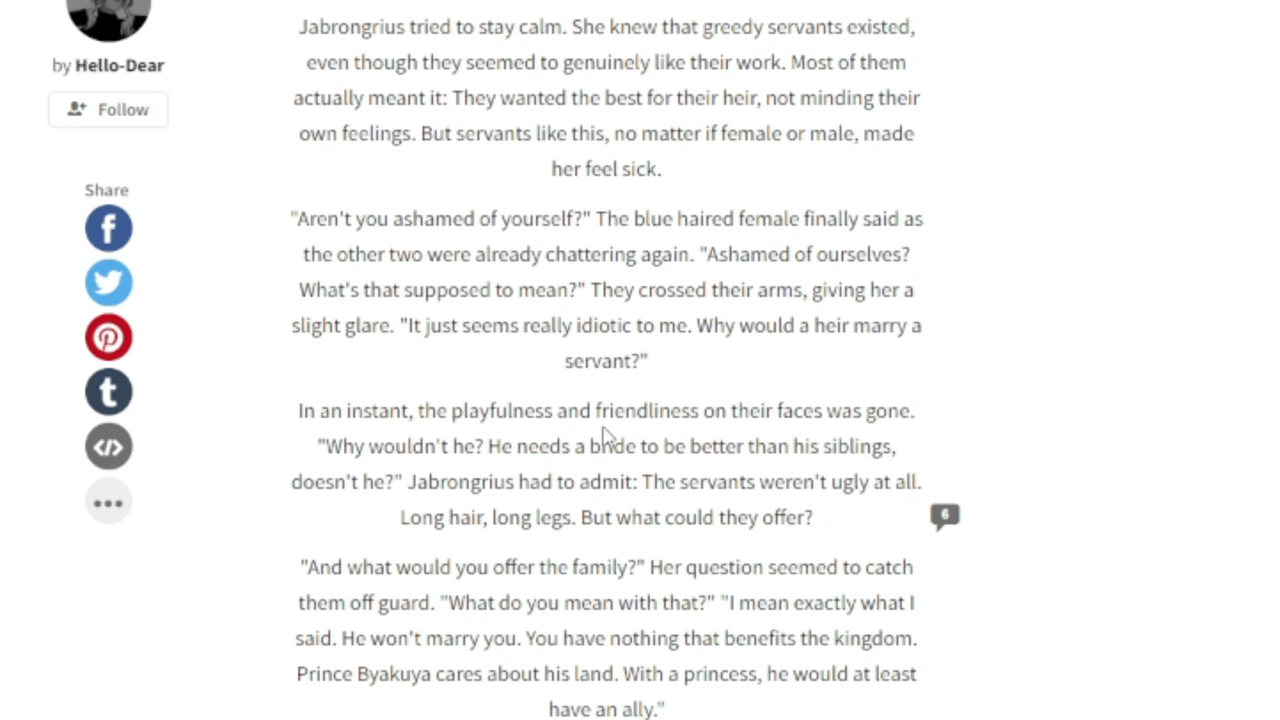 Jabrongrius tried to stay calm. She knew that greedy servants existed,
even though they seemed to genuinely like their work. Most of them
by Hello-Dear
actually meant it: They wanted the best for their heir, not minding their
Follow
own feelings. But servants like this, no matter if female or male, made
her feel sick.
Share
"Aren't you ashamed of yourself?" The blue haired female finally said as
the other two were already chattering again. "Ashamed of ourselves?
What's that supposed to mean?" They crossed their arms, giving her a
slight glare. "It just seems really idiotic to me. Why would a heir marry a
servant?"
In an instant, the playfulness and friendliness on their faces was gone.
"Why wouldn't he? He needs a bride to be better than his siblings,
doesn't he?" Jabrongrius had to admit: The servants weren't ugly at all.
Long hair, long legs. But what could they offer?
6
"And what would you offer the family?" Her question seemed to catch
them off guard. "What do you mean with that?" "I mean exactly what I
said. He won't marry you. You have nothing that benefits the kingdom.
Prince Byakuya cares about his land. With a princess, he would at least
have an ally."